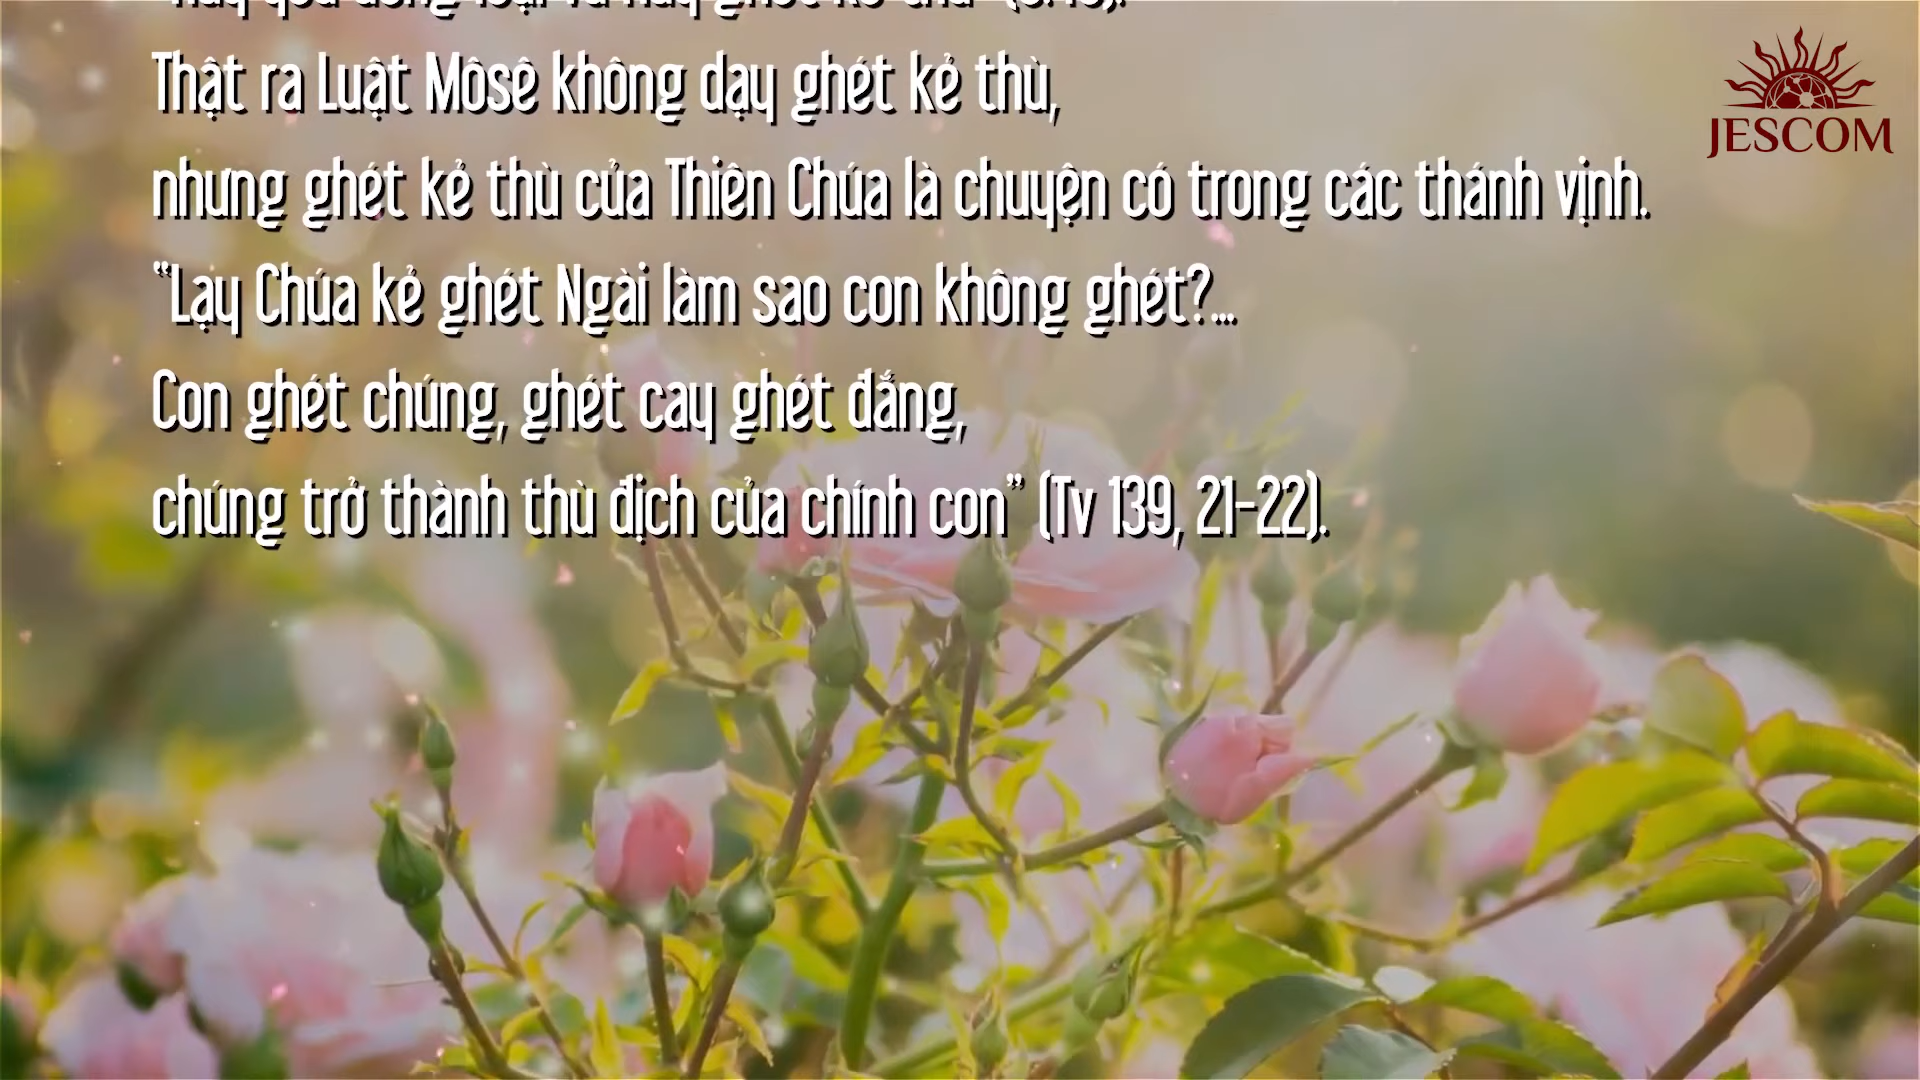 Thật ra Luật Môsê không dạy ghét kẻ thù,
nhưng ghét kẻ thù của Thiên Chúa là chuyện có trong các thánh vịnh.
“Lạy Chúa kẻ ghét Ngài làm sao con không ghét?...
Con ghét chúng, ghét cay ghét đắng,
chúng trở thành thù địch của chính con” (Tv 139, 21-22).
JESCOM